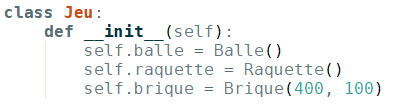 class Jeu:
    def __init__(self):
        self.balle = Balle()
        self.raquette = Raquette()
        self.brique = Brique(400, 100)